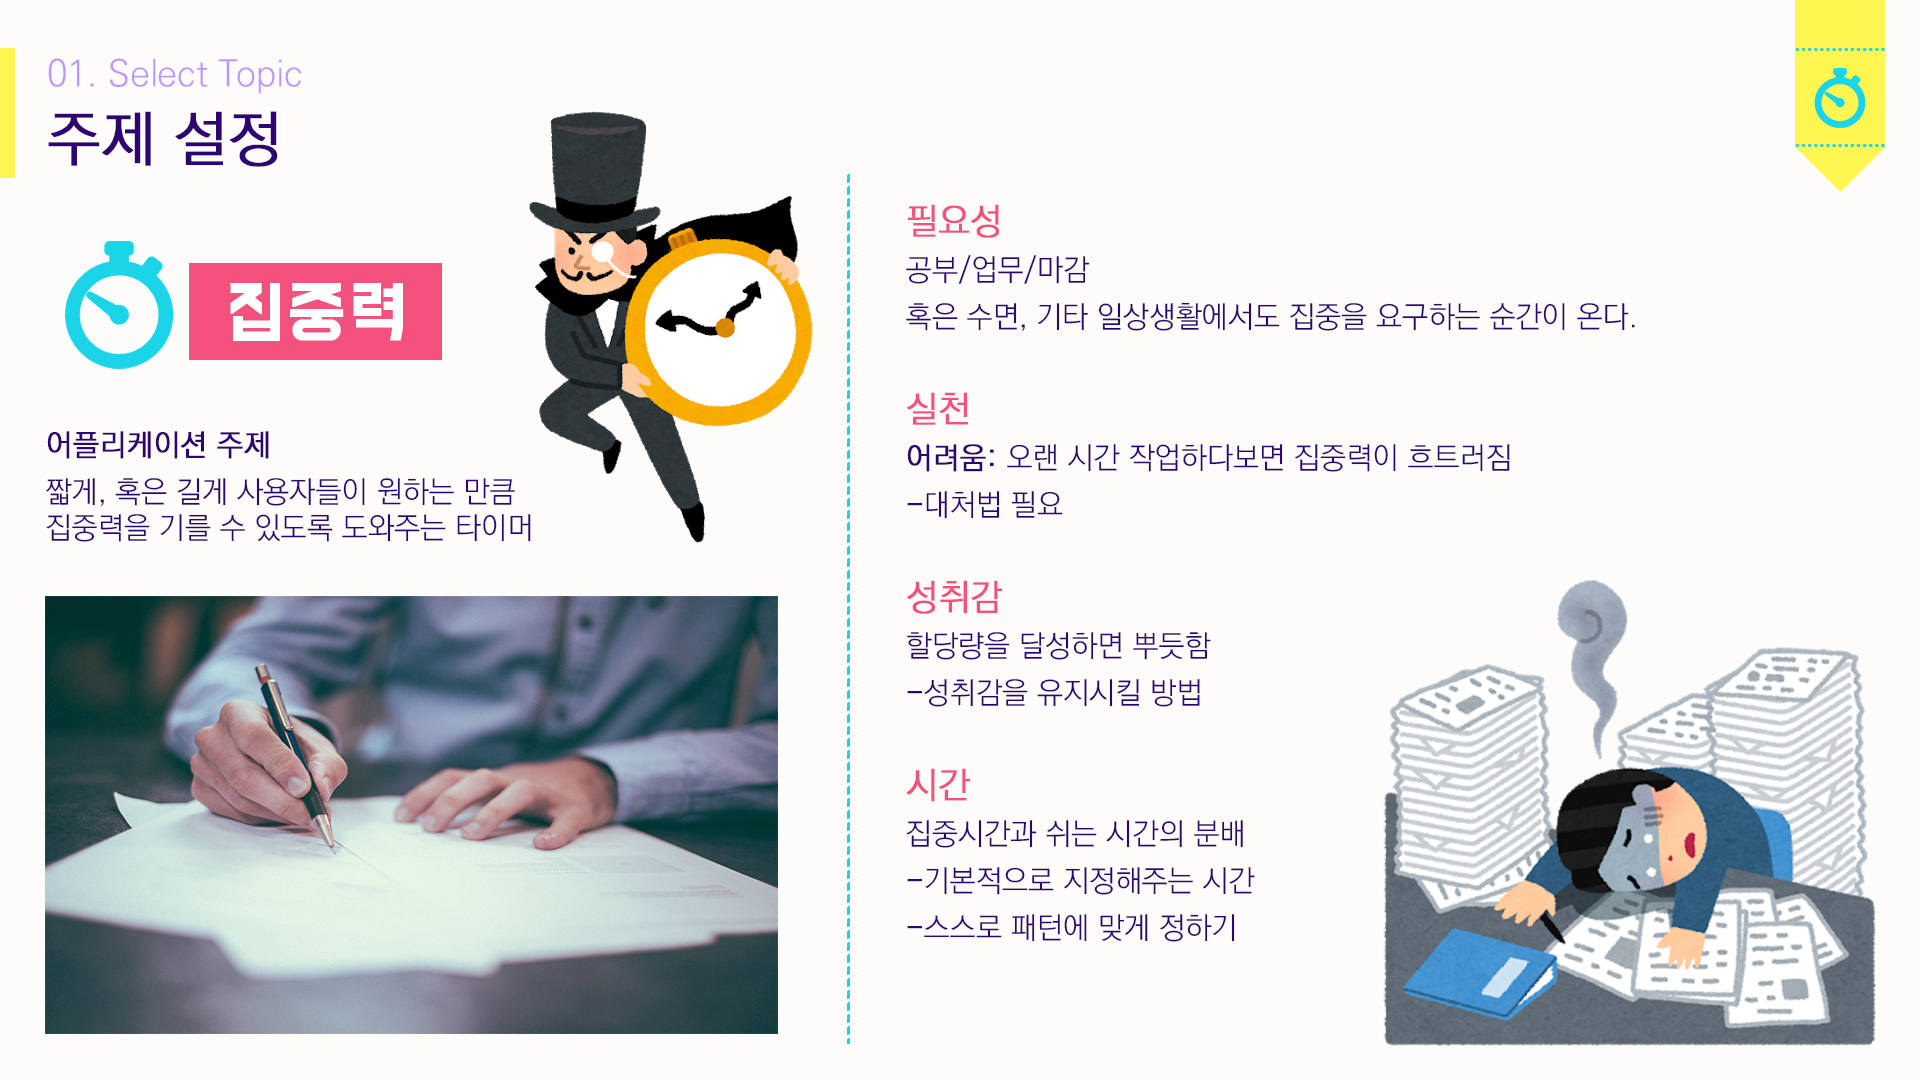 01. Select Topic
주제 설정
집중력
어플리케이션 주제
짧게, 혹은 길게 사용자들이 원하는 만큼
집중력을 기를 수 있도록 도와주는 타이머
필요성
공부/업무/마감
혹은 수면, 기타 일상생활에서도 집중을 요구하는 순간이 온다.
실천
어려움: 오랜 시간 작업하다보면 집중력이 흐트러짐
-대처법 필요
성취감
할당량을 달성하면 뿌듯함
-성취감을 유지시킬 방법
시간
집중시간과 쉬는 시간의 분배
-기본적으로 지정해주는 시간
-스스로 패턴에 맞게 정하기